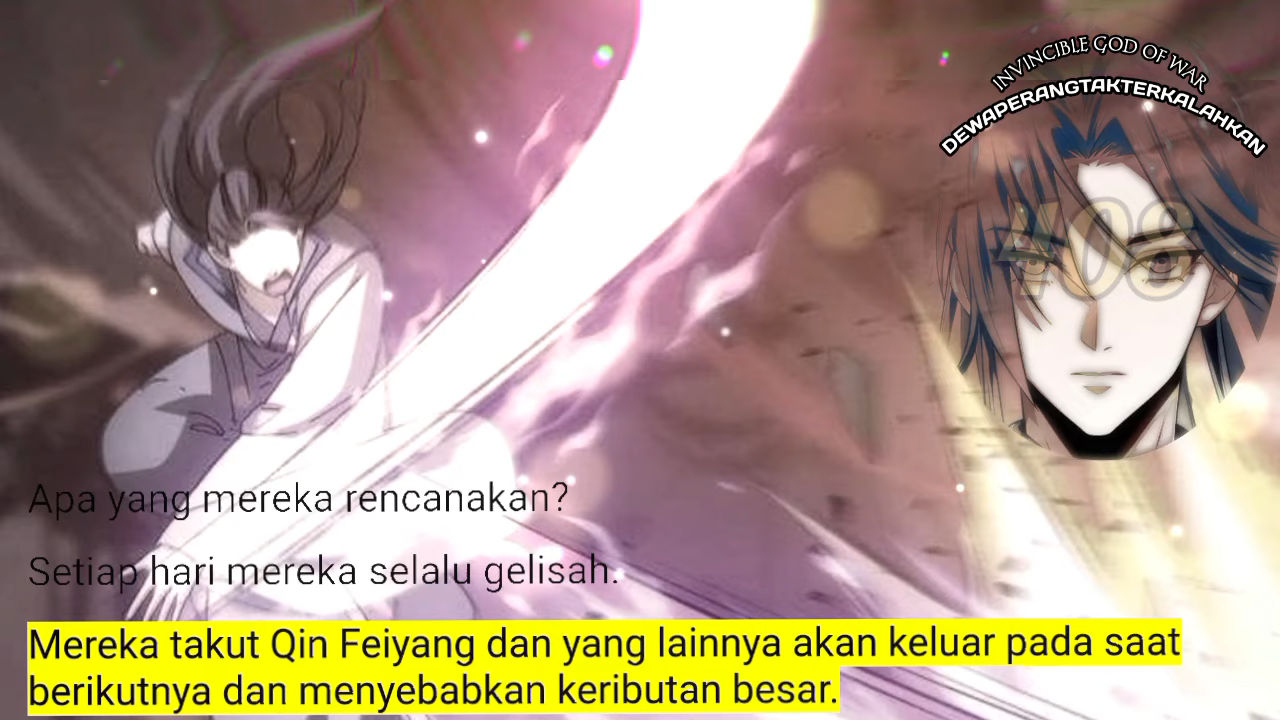 INVINCIBLE GOD OF WAR
DEWAPERANGTAKTERKALAHKAN
Apa yang mereka rencanakan?
Setiap hari mereka selalu gelisah.
Mereka takut Qin Feiyang dan yang lainnya akan keluar pada saat
berikutnya dan menyebabkan keributan besar.